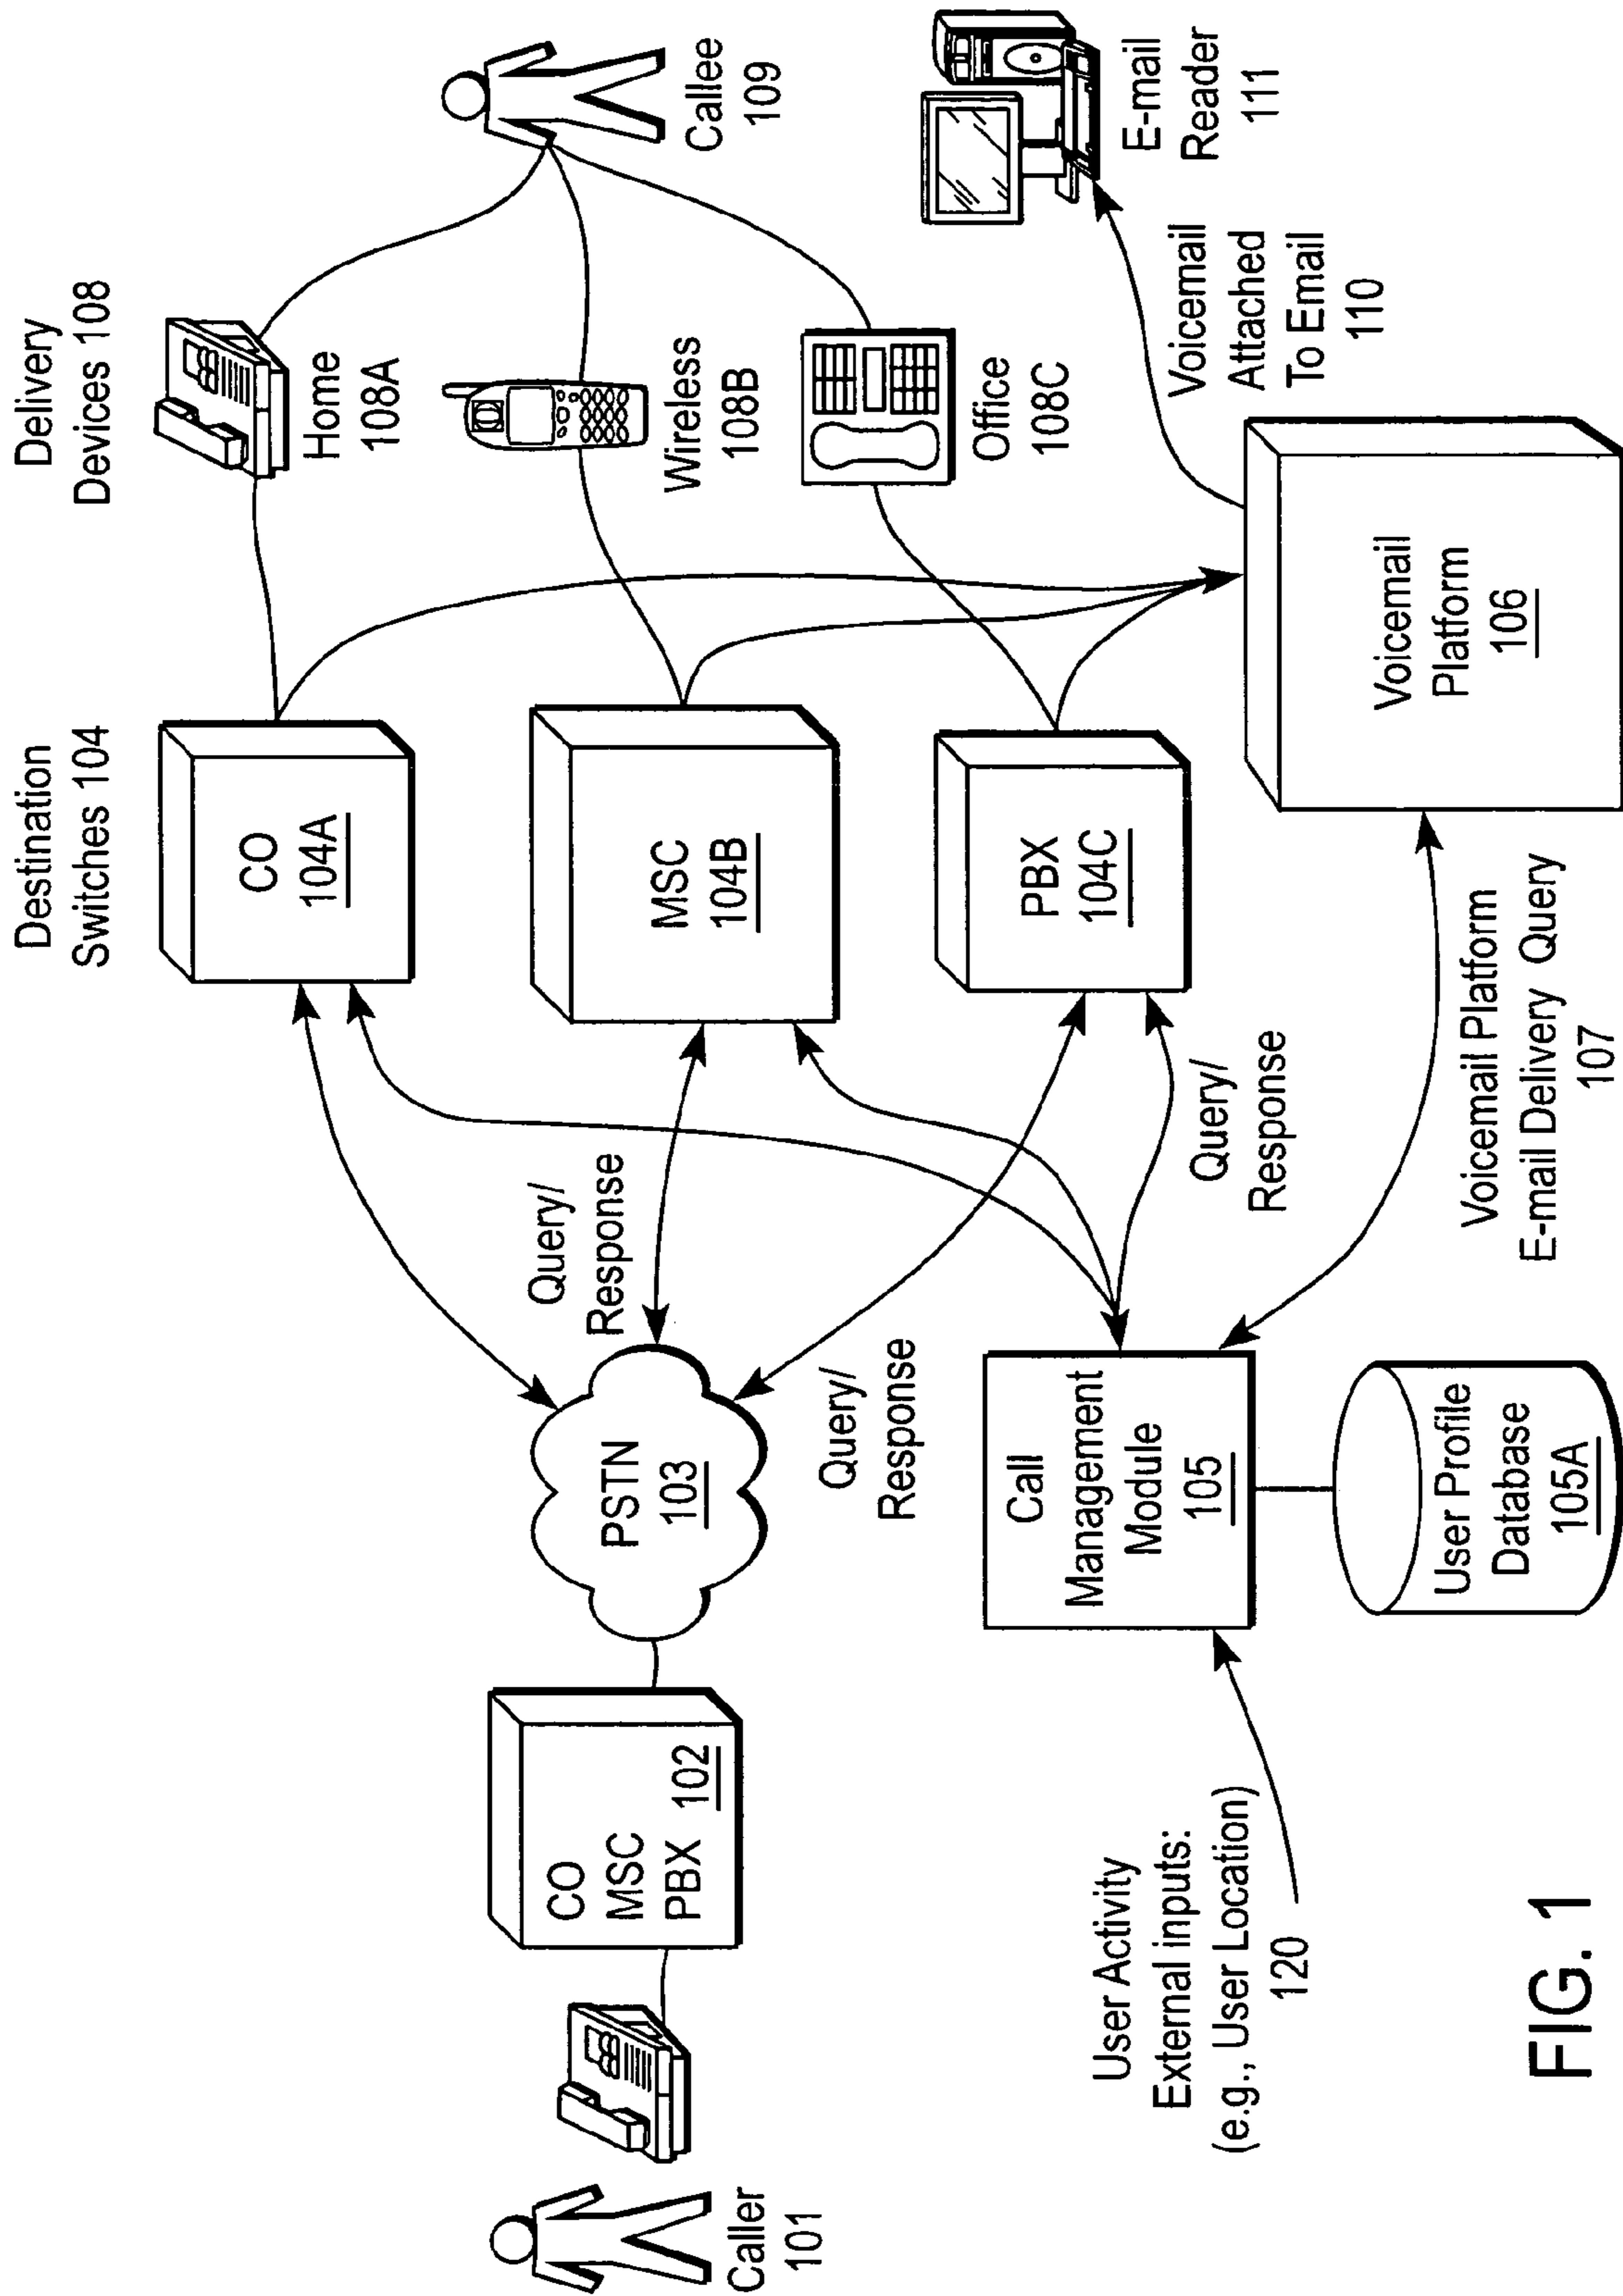 Caller
101
CO
MSC
PBX 102
PSTN
103
Query/
Response
Query/
Response
Query/
Response
Destination
Switches 104
CO
104A
MSC
104B
PBX
104C
Delivery
Devices 108
Home
108A
Wireless
108B
Office
108C
Callee
109
User Activity
External inputs:
(e.g., User Location)
120
Call
Management
Module
105
User Profile
Database
105A
Voicemail Platform
E-mail Delivery Query
107
Voicemail
Platform
106
Voicemail
Attached
To Email
110
E-mail
Reader
111
FIG. 1